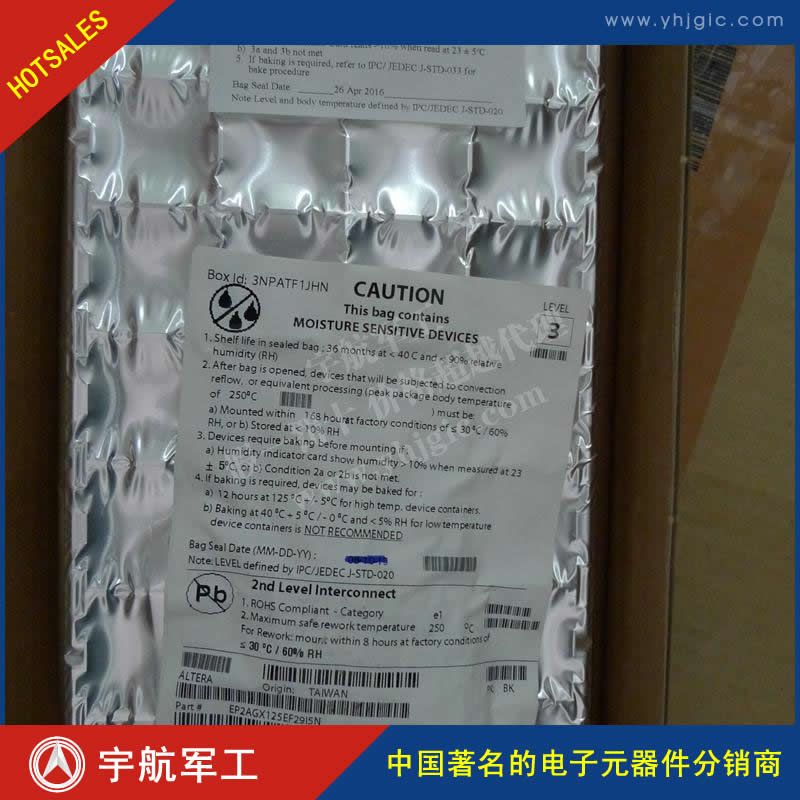 HOTSALES
www.yhjgic.com
b) 3a and 3b not met
when read at 23 ± 5°C
5. If baking is required, refer to IPC/ JEDEC J-STD-033 for
bake procedure
Bag Seal Date 26 Apr 2016
Note Level and body temperature defined by IPC/JEDEC J-STD-020
Box Id: 3NPATF1JHN
CAUTION
This bag contains
MOISTURE SENSITIVE DEVICES
LEVEL
3
1. Shelf life in sealed bag : 36 months at < 40 C and < 90% relative
humidity (RH)
2. After bag is opened, devices that will be subjected to convection
reflow, or equivalent processing (peak package body temperature
of 250°C ) must be:
a) Mounted within 168 hours at factory conditions of ≤ 30°C / 60%
RH, or b) Stored at < 10% RH
3. Devices require baking before mounting if :
a) Humidity indicator card show humidity > 10% when measured at 23
± 5°C, or b) Condition 2a or 2b is not met.
4. If baking is required, devices may be baked for :
a) 12 hours at 125 °C + / - 5°C for high temp. device containers.
b) Baking at 40 °C + 5 °C / - 0 °C and < 5% RH for low temperature
device containers is NOT RECOMMENDED
Bag Seal Date (MM-DD-YY) :
Note: LEVEL defined by IPC/JEDEC J-STD-020
Pb
2nd Level Interconnect
1. ROHS Compliant - Category e1
2. Maximum safe rework temperature 250 °C
For Rework: mount within 8 hours at factory conditions of
≤ 30 °C / 60% RH
ALTERA
Origin: TAIWAN
BK
Part # EP2AGX125EF29I5N
www.yhjgic.com
宇航军工
中国著名的电子元器件分销商